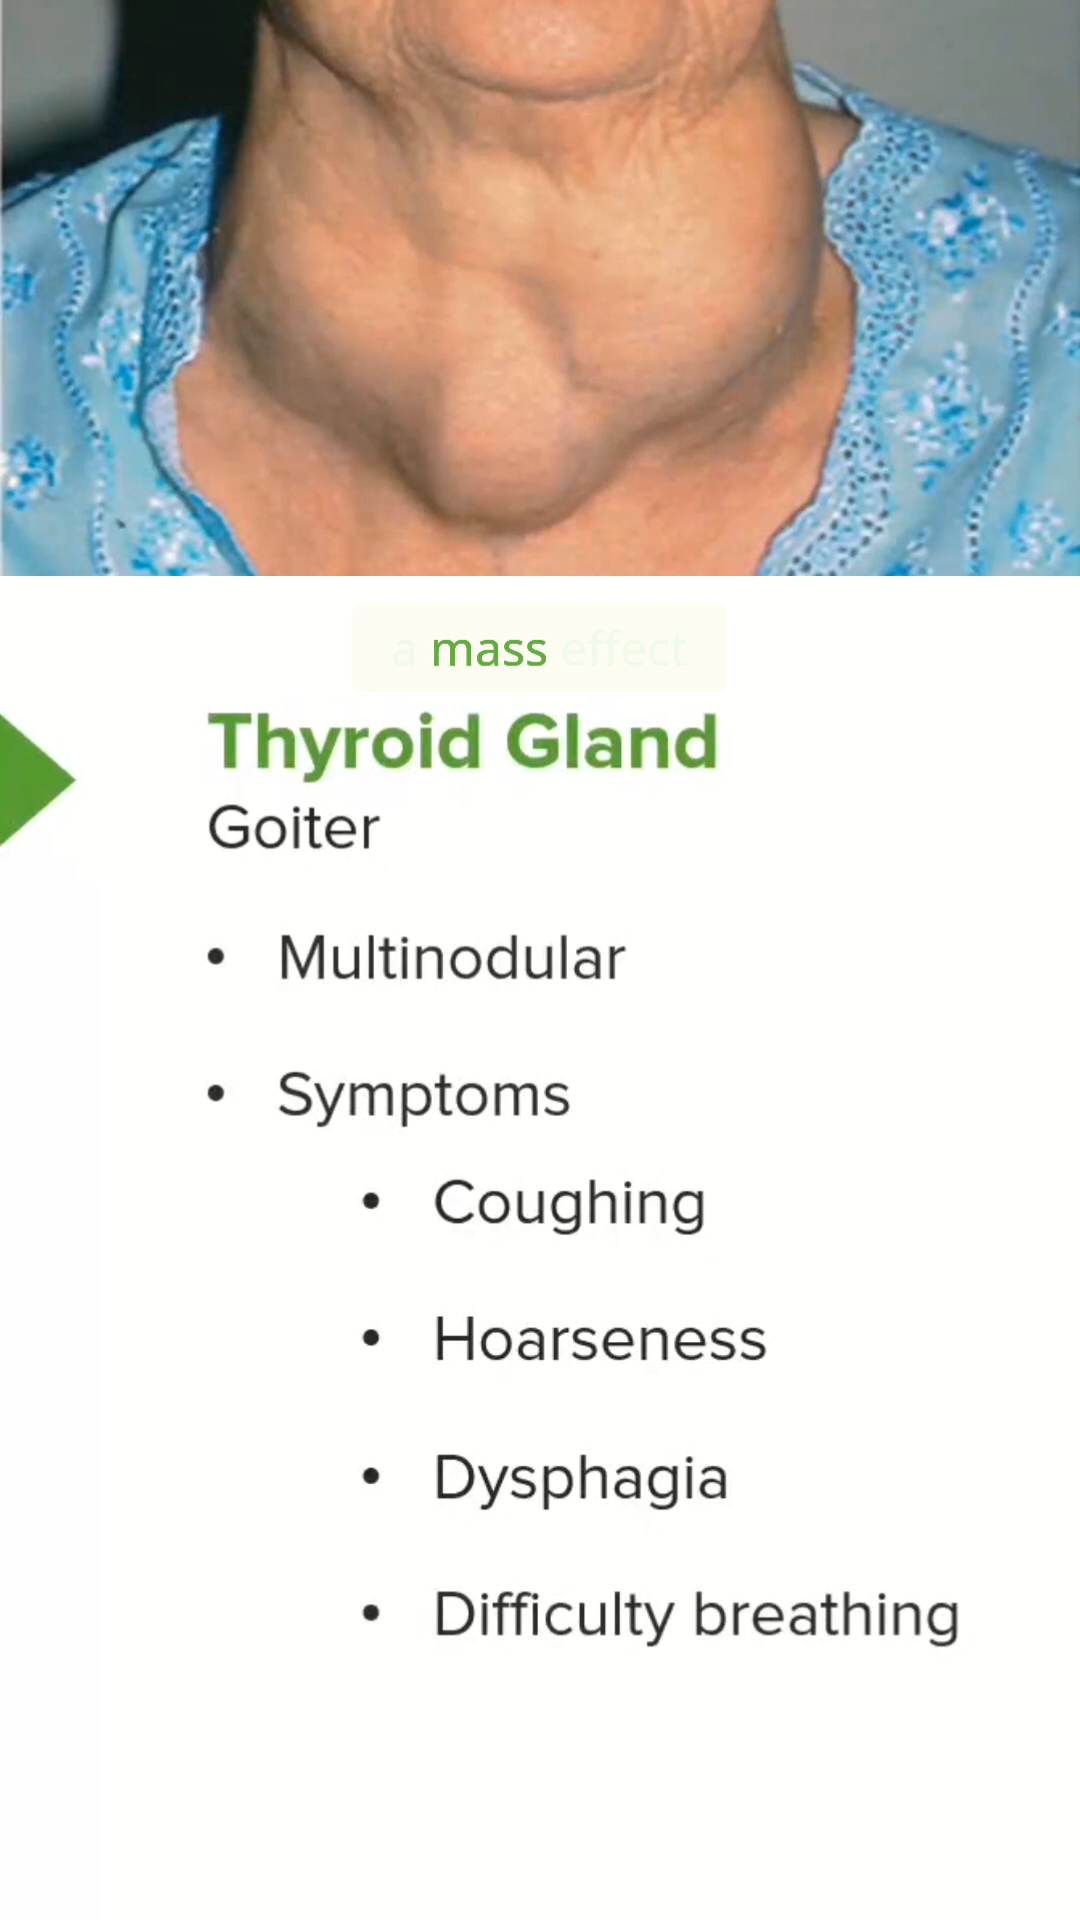 a mass effect
Thyroid Gland
Goiter
• Multinodular
• Symptoms
• Coughing
• Hoarseness
• Dysphagia
• Difficulty breathing